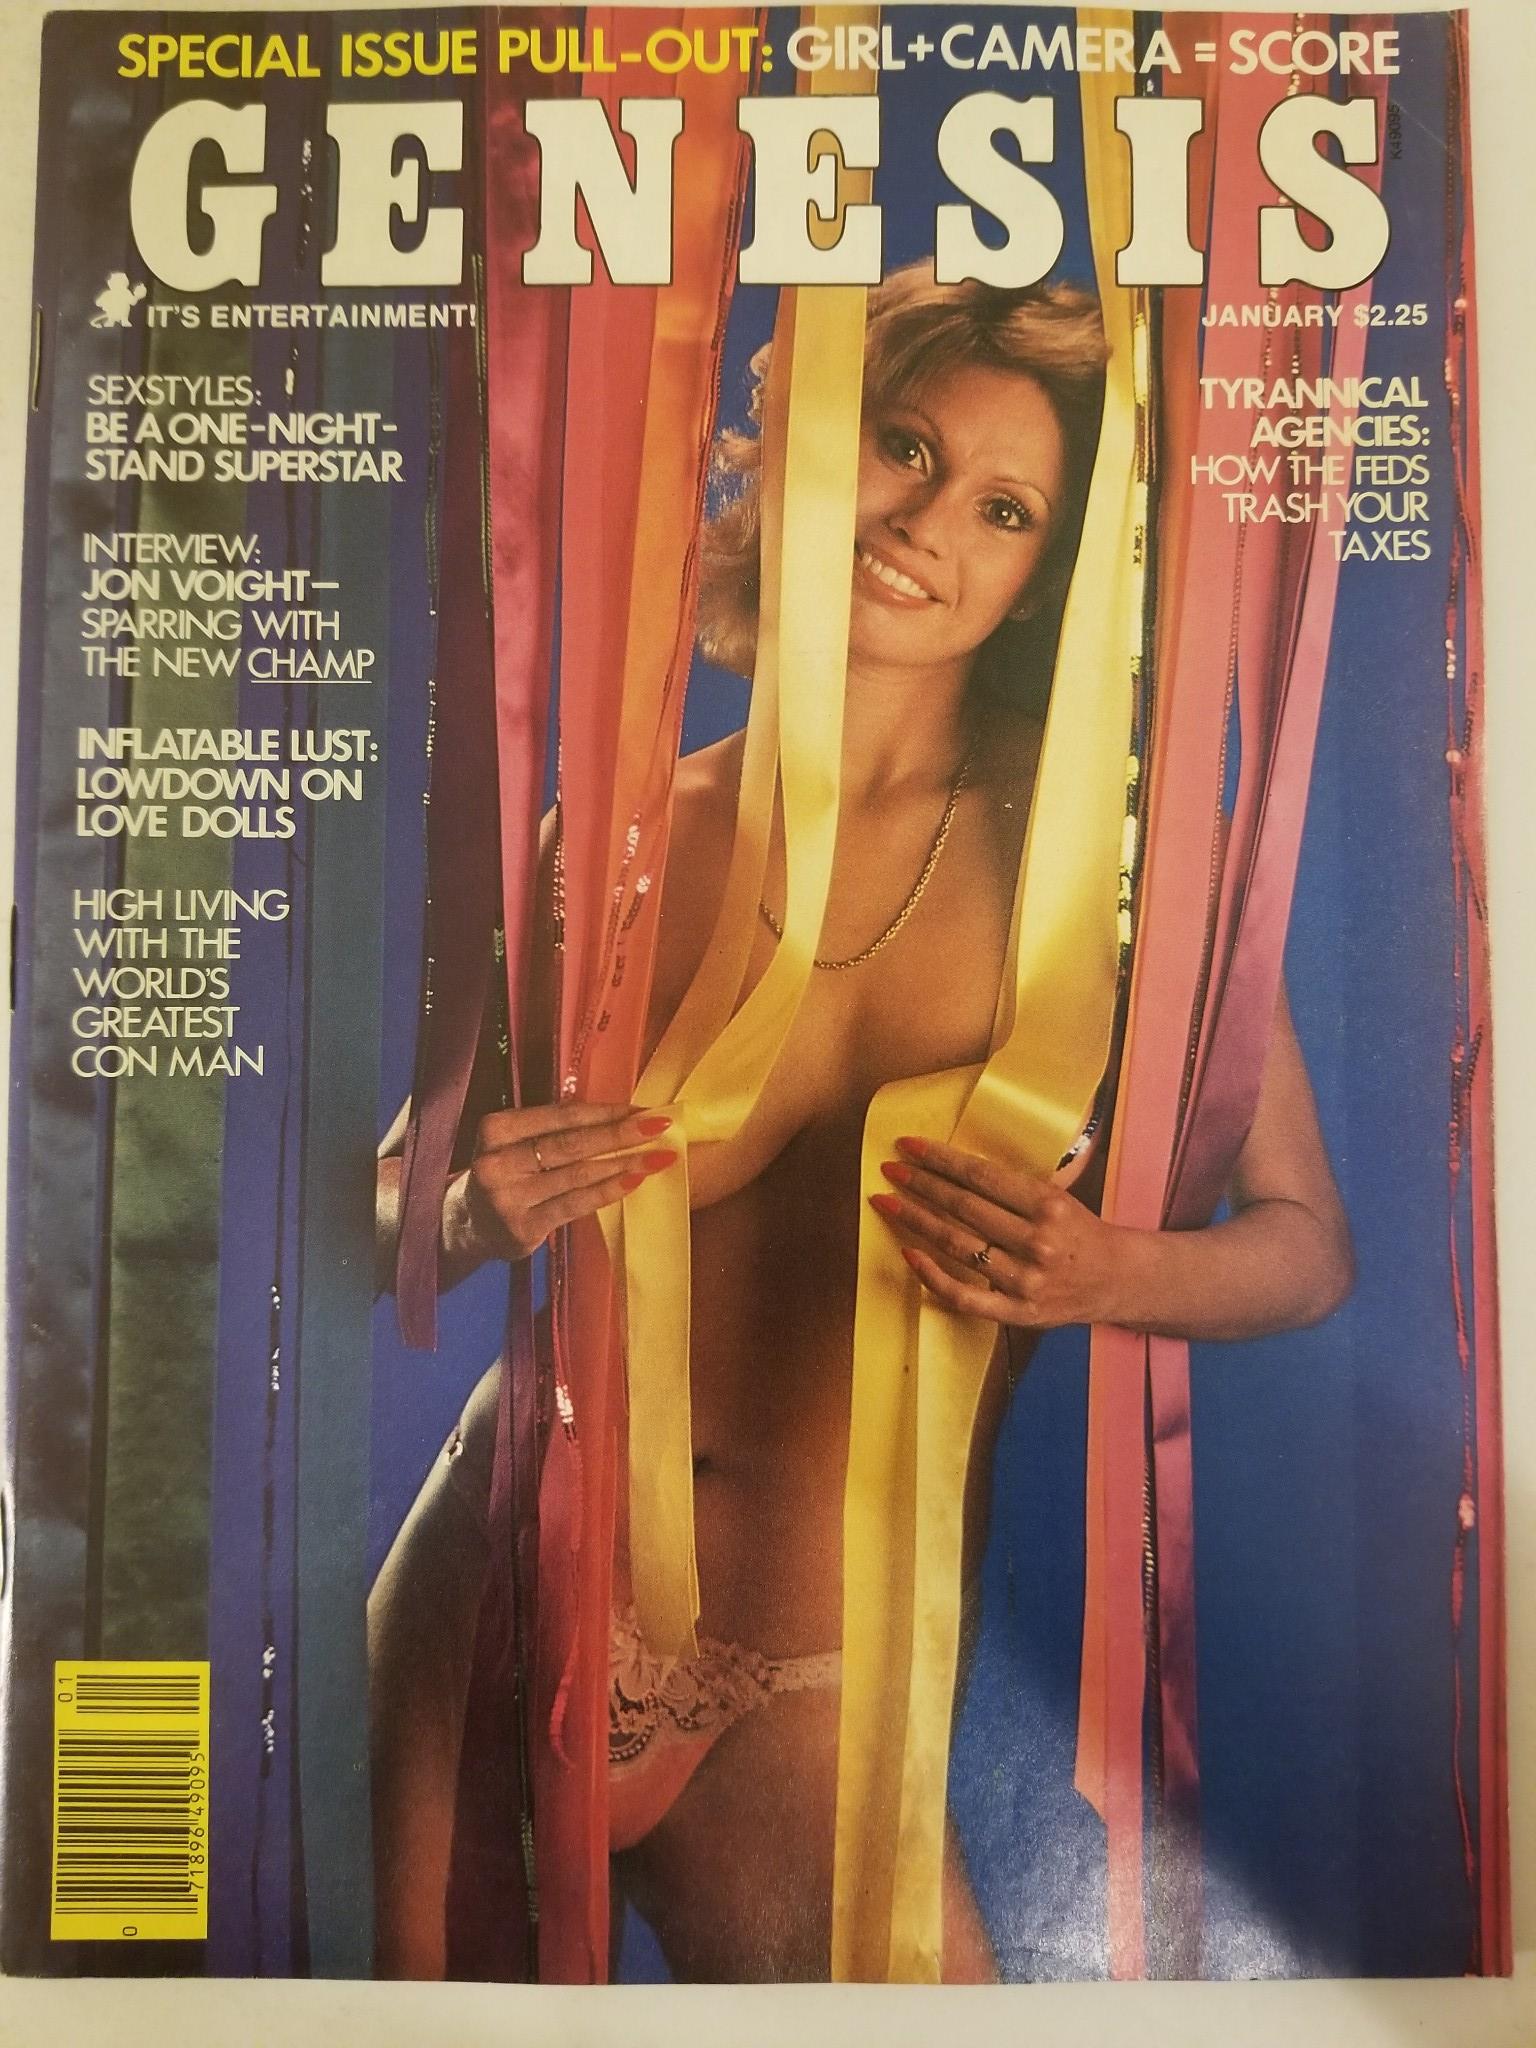 SPECIAL ISSUE PULL-OUT: GIRL+CAMERA = SCORE
GENESIS
K49095
IT'S ENTERTAINMENT!
JANUARY $2.25
SEXSTYLES:
BE A ONE-NIGHT-
STAND SUPERSTAR
INTERVIEW:
JON VOIGHT—
SPARRING WITH
THE NEW CHAMP
INFLATABLE LUST:
LOWDOWN ON
LOVE DOLLS
HIGH LIVING
WITH THE
WORLD'S
GREATEST
CON MAN
TYRANNICAL
AGENCIES:
HOW THE FEDS
TRASH YOUR
TAXES
0 71896 49095 01